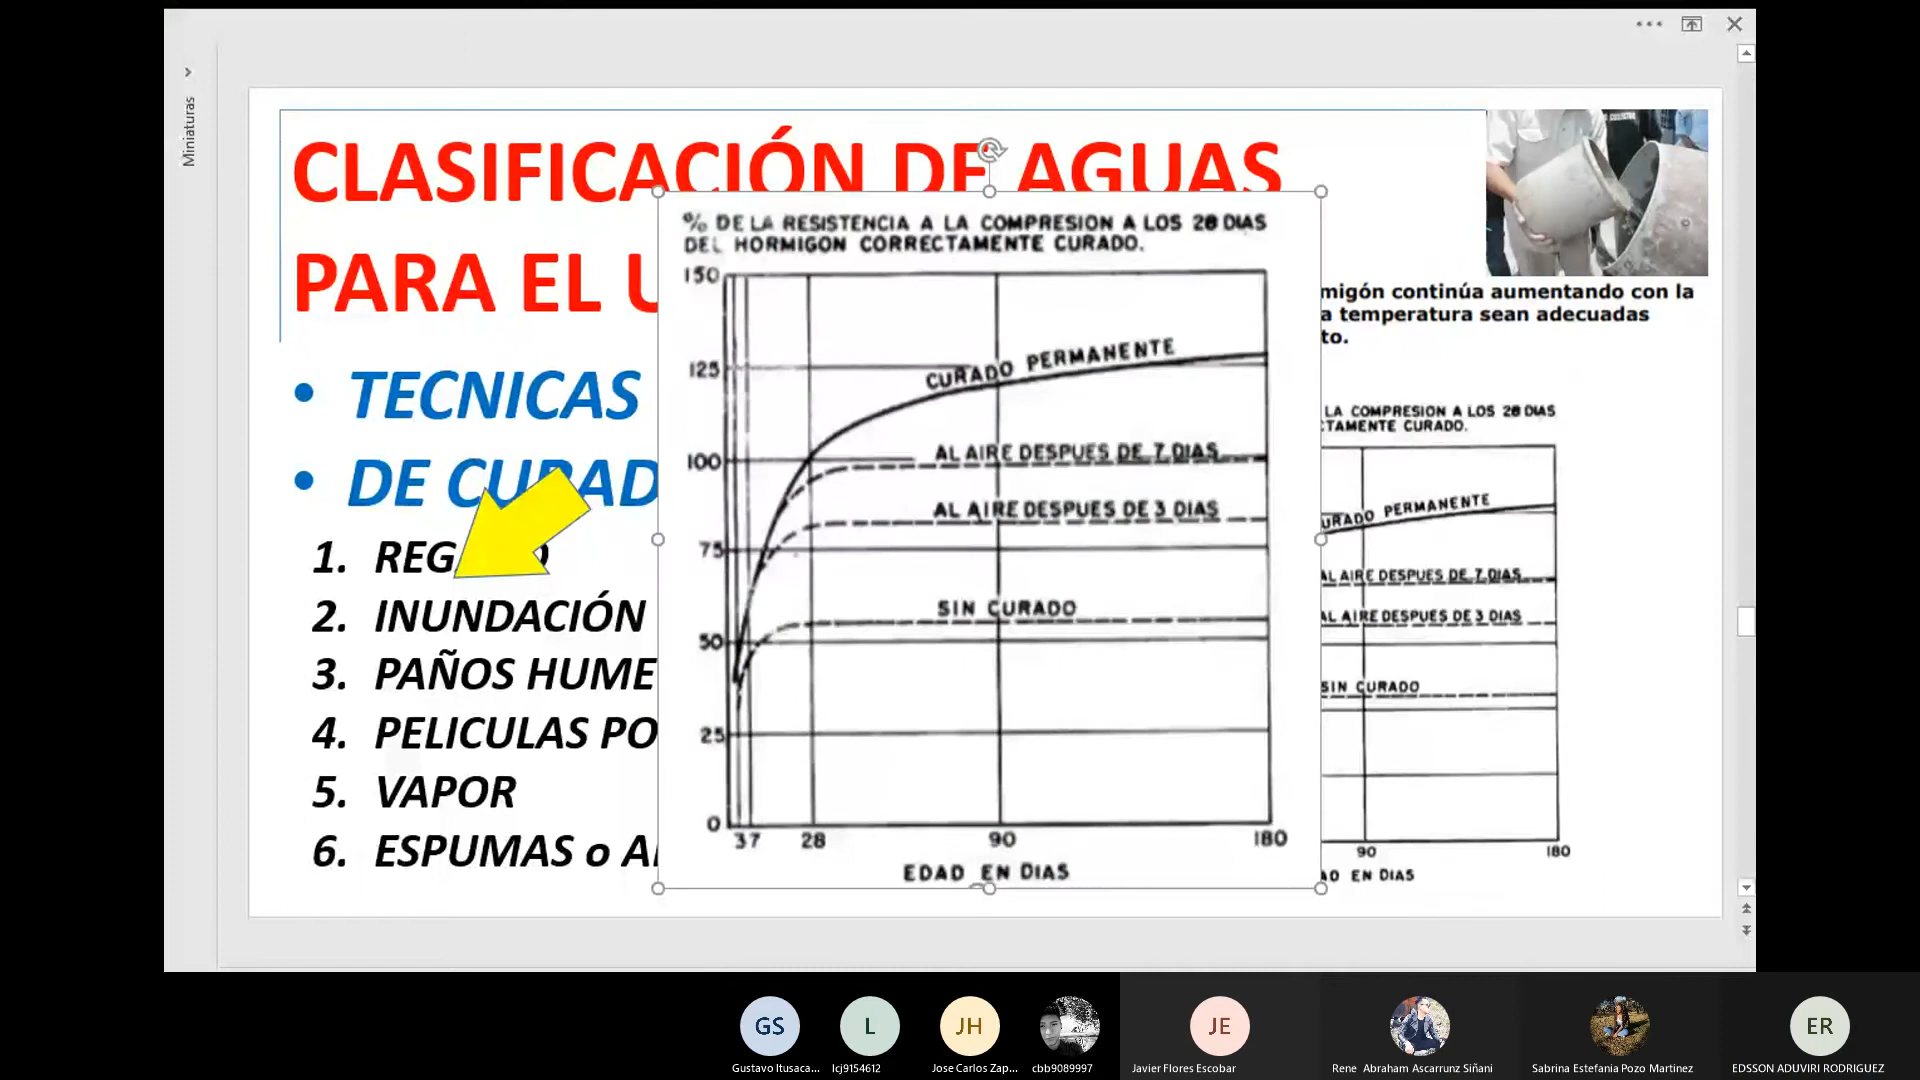 Miniaturas
CLASIFICACIÓN DE AGUAS
PARA EL U
• TECNICAS
• DE CURAD
1. REG
2. INUNDACIÓN
3. PAÑOS HUME
4. PELICULAS PO
5. VAPOR
6. ESPUMAS o A
% DE LA RESISTENCIA A LA COMPRESION A LOS 28 DIAS
DEL HORMIGON CORRECTAMENTE CURADO.
150
125
100
75
50
25
0
CURADO PERMANENTE
AL AIRE DESPUES DE 7 DIAS
AL AIRE DESPUES DE 3 DIAS
SIN CURADO
3 7 28 90 180
EDAD EN DIAS
migón continúa aumentando con la
a temperatura sean adecuadas
to.
LA COMPRESION A LOS 28 DIAS
CTAMENTE CURADO.
URADO PERMANENTE
AL AIRE DESPUES DE 7 DIAS
AL AIRE DESPUES DE 3 DIAS
SIN CURADO
90 180
AD EN DIAS
GS L JH JE ER
Gustavo Itusaca... lcj9154612 Jose Carlos Zap... cbb9089997 Javier Flores Escobar Rene Abraham Ascarrunz Siñani Sabrina Estefania Pozo Martinez EDSSON ADUVIRI RODRIGUEZ